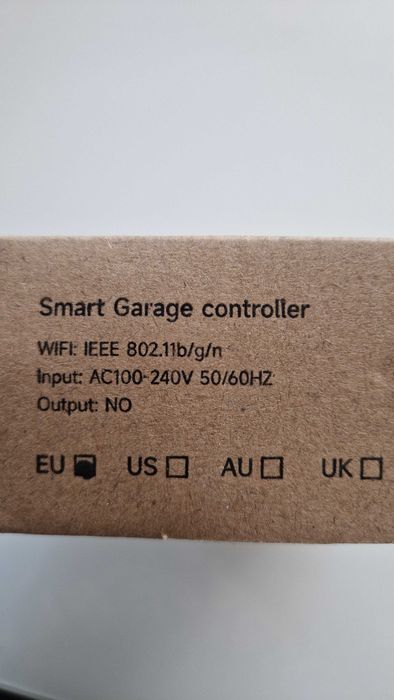 Smart Garage controller
WIFI: IEEE 802.11b/g/n
Input: AC100-240V 50/60HZ
Output: NO
EU US AU UK